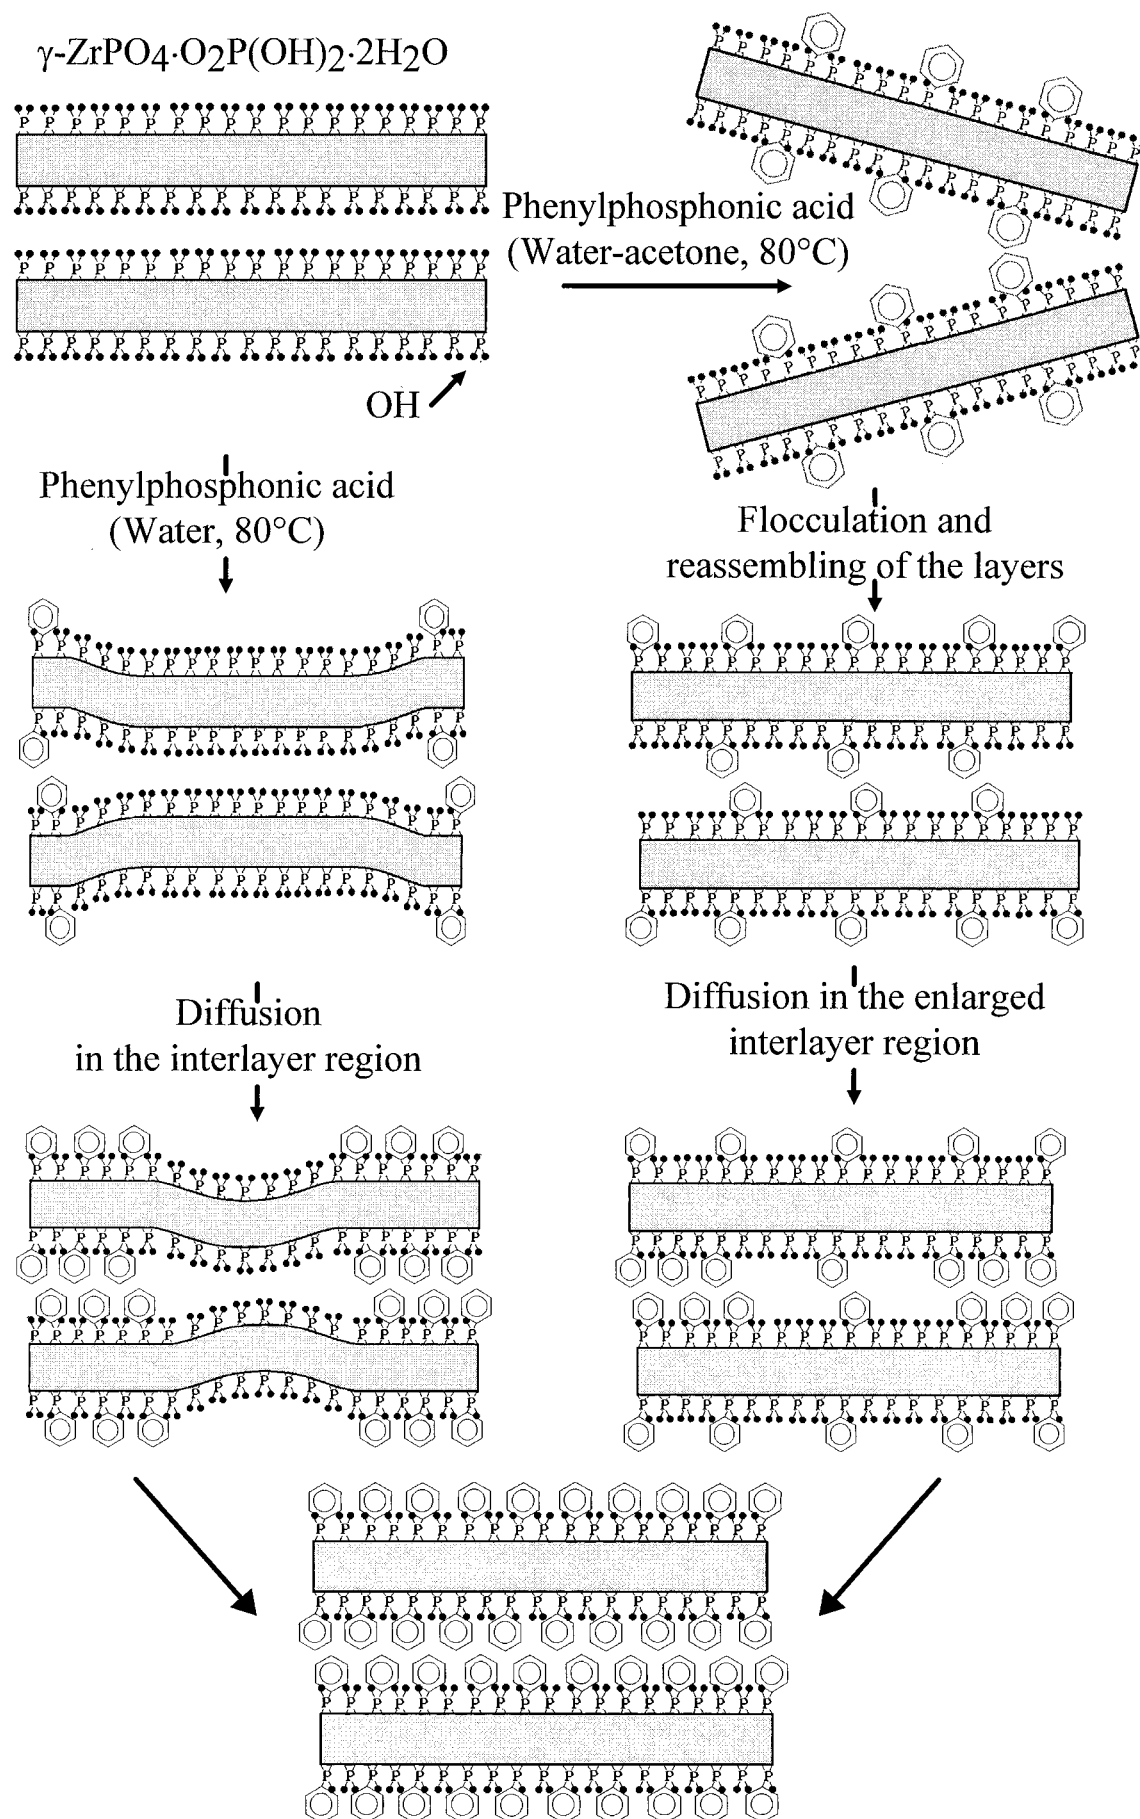 γ-ZrPO4·O2P(OH)2·2H2O
Phenylphosphonic acid
(Water-acetone, 80°C)
OH
Phenylphosphonic acid
(Water, 80°C)
Flocculation and
reassembling of the layers
Diffusion
in the interlayer region
Diffusion in the enlarged
interlayer region